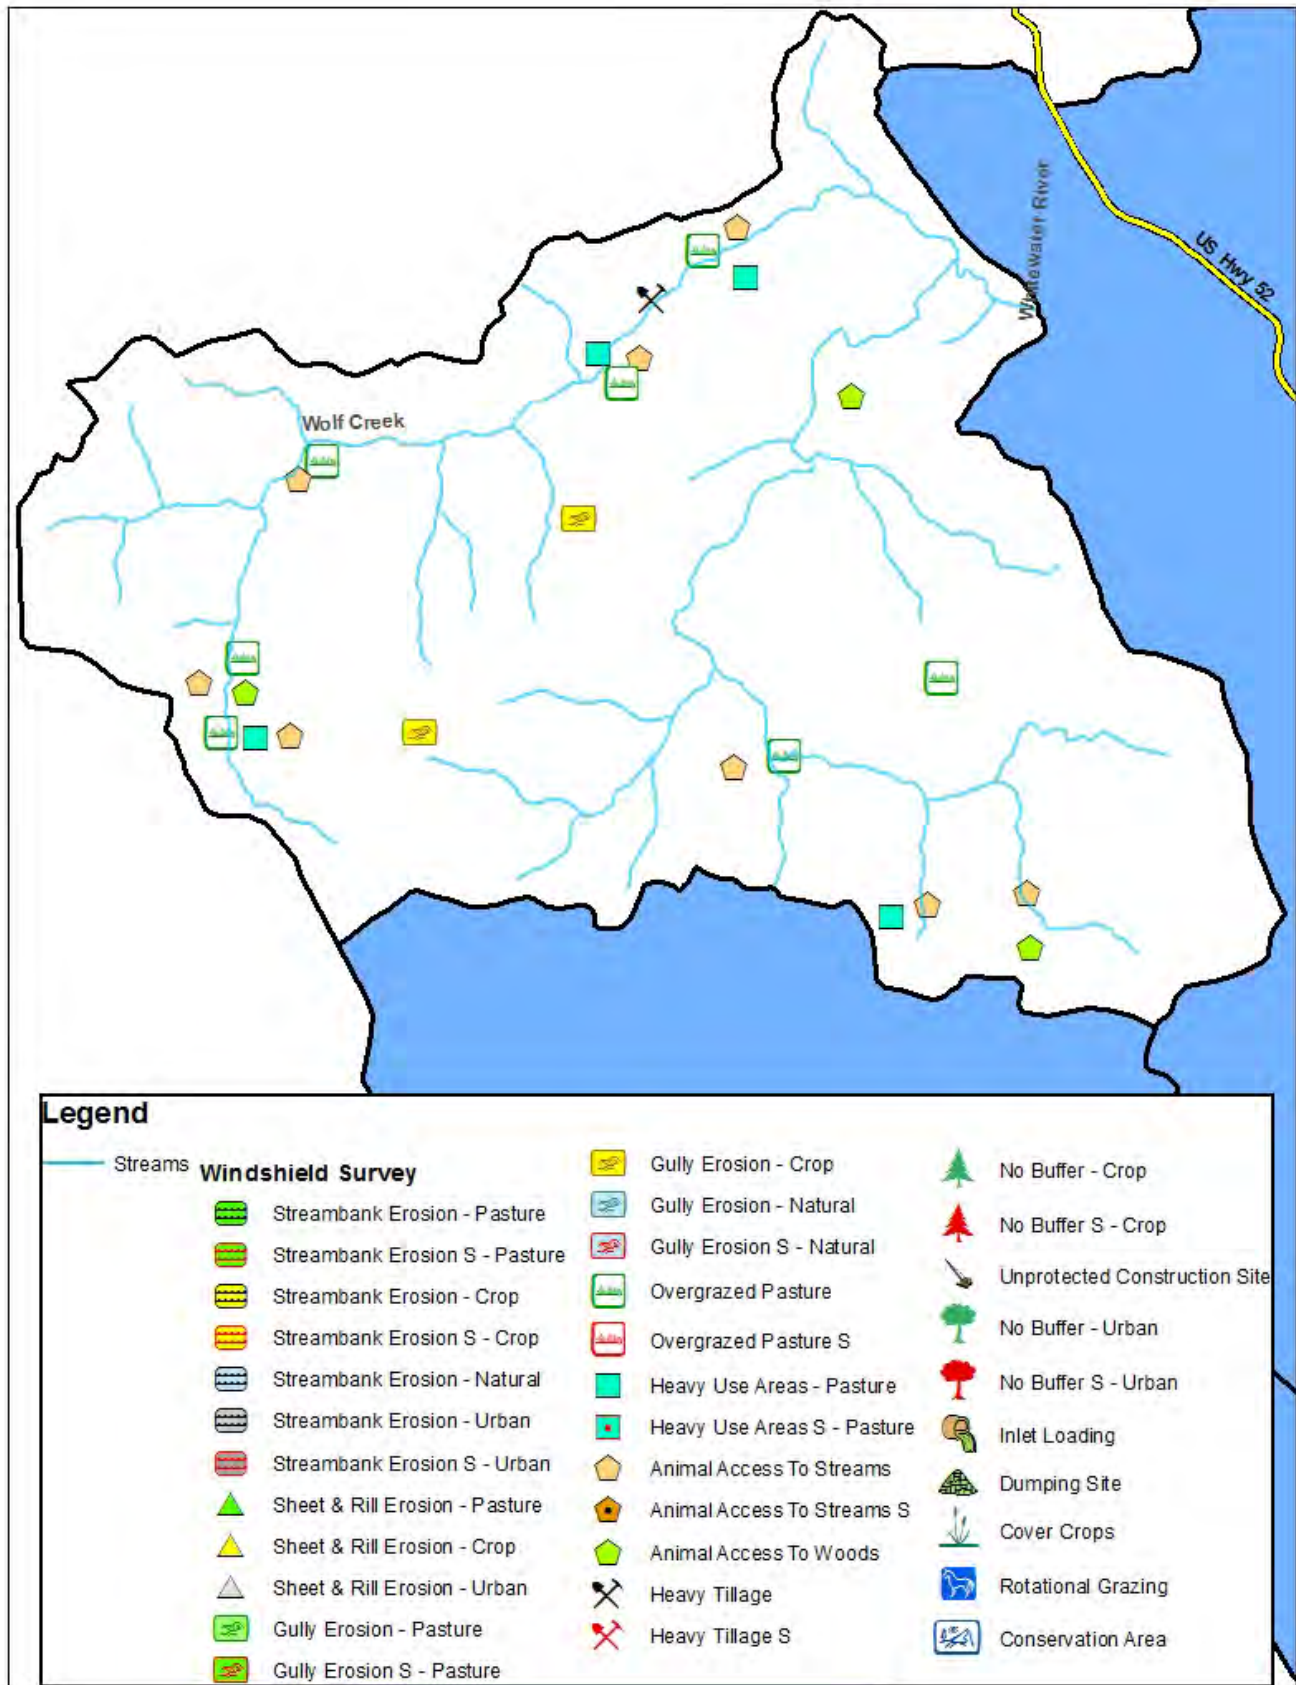 Whitewater River
US Hwy 52
Wolf Creek
Legend
Streams
Windshield Survey
Streambank Erosion - Pasture
Streambank Erosion S - Pasture
Streambank Erosion - Crop
Streambank Erosion S - Crop
Streambank Erosion - Natural
Streambank Erosion - Urban
Streambank Erosion S - Urban
Sheet & Rill Erosion - Pasture
Sheet & Rill Erosion - Crop
Sheet & Rill Erosion - Urban
Gully Erosion - Pasture
Gully Erosion S - Pasture
Gully Erosion - Crop
Gully Erosion - Natural
Gully Erosion S - Natural
Overgrazed Pasture
Overgrazed Pasture S
Heavy Use Areas - Pasture
Heavy Use Areas S - Pasture
Animal Access To Streams
Animal Access To Streams S
Animal Access To Woods
Heavy Tillage
Heavy Tillage S
No Buffer - Crop
No Buffer S - Crop
Unprotected Construction Site
No Buffer - Urban
No Buffer S - Urban
Inlet Loading
Dumping Site
Cover Crops
Rotational Grazing
Conservation Area